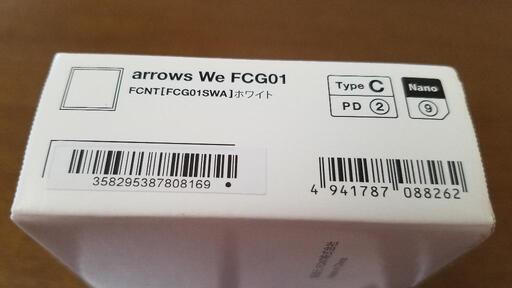 arrows We FCG01
FCNT[FCG01SWA]ホワイト
Type C
PD ②
Nano
⑨
358295387808169
4 941787 088262